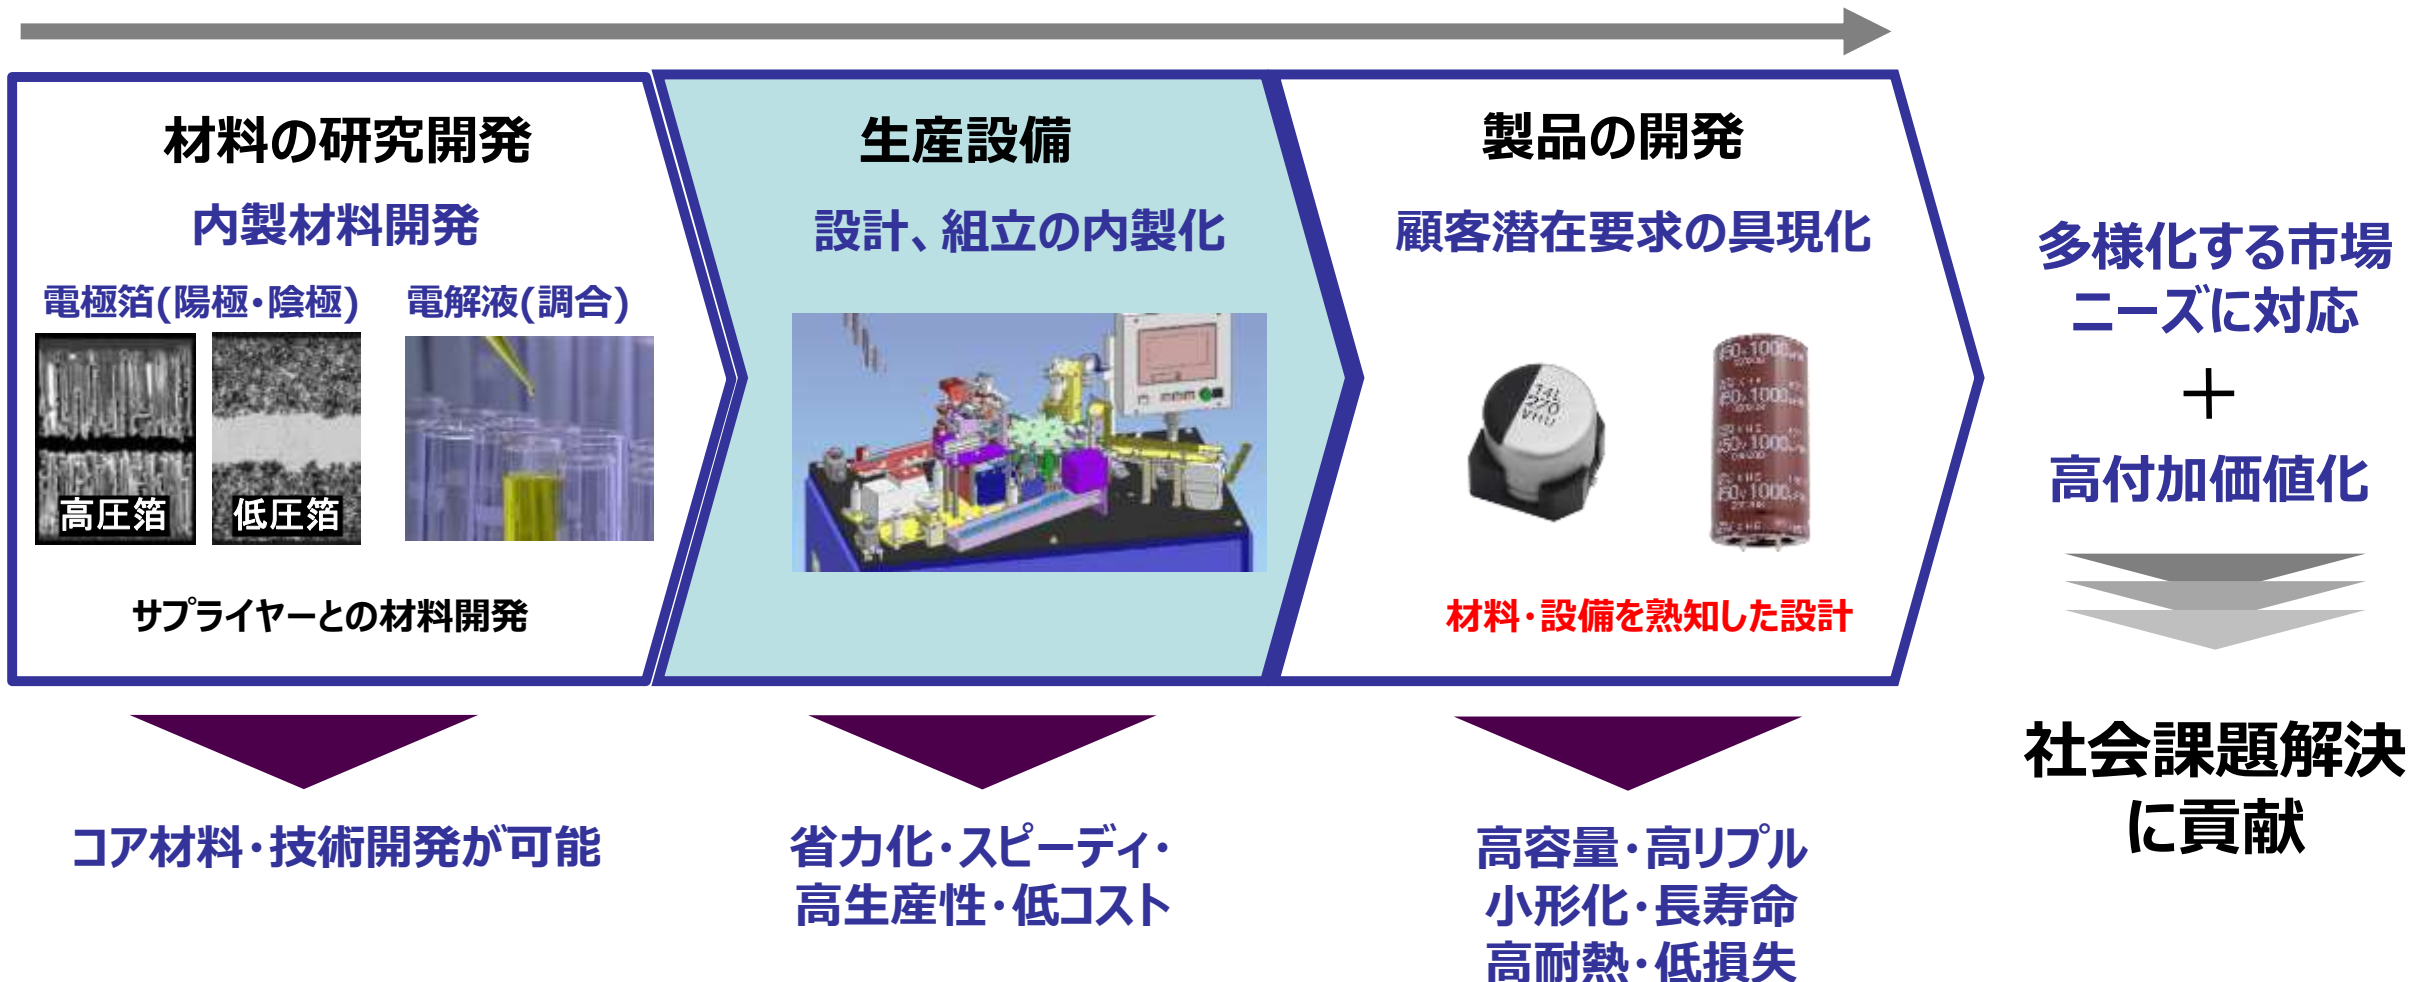 材料の研究開発
内製材料開発
電極箔(陽極・陰極)
電解液(調合)
高圧箔
低圧箔
サプライヤーとの材料開発
コア材料・技術開発が可能
生産設備
設計、組立の内製化
省力化・スピーディ・
高生産性・低コスト
製品の開発
顧客潜在要求の具現化
14L
270
VHU
材料・設備を熟知した設計
高容量・高リプル
小形化・長寿命
高耐熱・低損失
多様化する市場
ニーズに対応
＋
高付加価値化
社会課題解決
に貢献